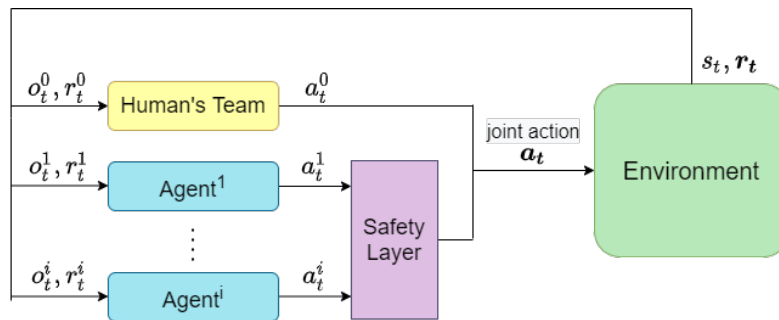 s_t, r_t
o_t^0, r_t^0
Human's Team
a_t^0
joint action
a_t
o_t^1, r_t^1
Agent^1
a_t^1
Environment
Safety
Layer
⋮
o_t^i, r_t^i
Agent^i
a_t^i